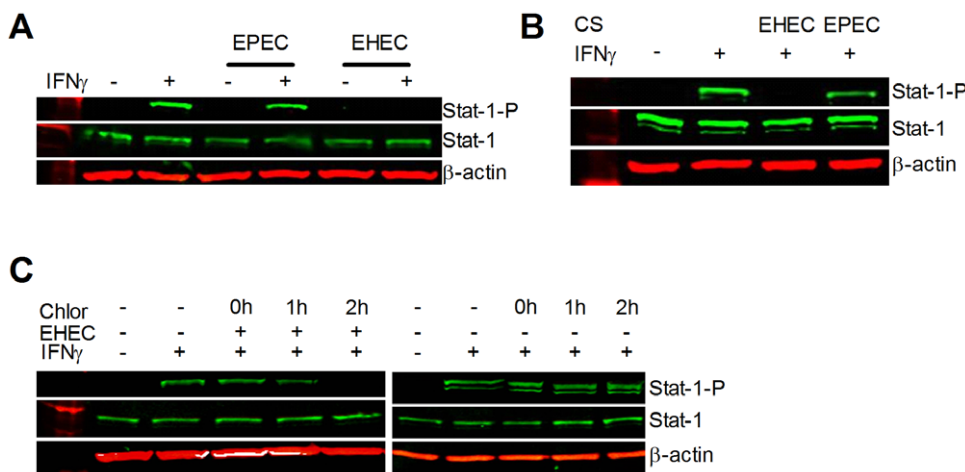 A
EPEC EHEC
IFNγ - + - + - +
Stat-1-P
Stat-1
β-actin
B
CS EHEC EPEC
IFNγ - + + +
Stat-1-P
Stat-1
β-actin
C
Chlor - - 0h 1h 2h - - 0h 1h 2h
EHEC - - + + + - - - - -
IFNγ - + + + + - + + + +
Stat-1-P
Stat-1
β-actin